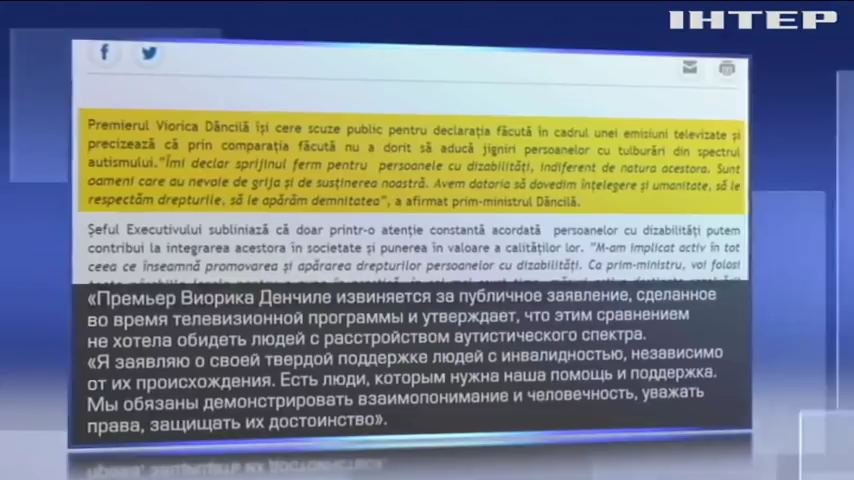 ІНТЕР
Premierul Viorica Dăncilă își cere scuze public pentru declarația făcută în cadrul unei emisiuni televizate și
precizează că prin comparația făcută nu a dorit să aducă jigniri persoanelor cu tulburări din spectrul
autismului."Îmi declar sprijinul ferm pentru persoanele cu dizabilități, indiferent de natura acestora. Sunt
oameni care au nevoie de grija și de susținerea noastră. Avem datoria să dovedim înțelegere și umanitate, să le
respectăm drepturile, să le apărăm demnitatea", a afirmat prim-ministrul Dăncilă.
Șeful Executivului subliniază că doar printr-o atenție constantă acordată persoanelor cu dizabilități putem
contribui la integrarea acestora în societate și punerea în valoare a calităților lor. "M-am implicat activ în tot
ceea ce înseamnă promovarea și apărarea drepturilor persoanelor cu dizabilități. Ca prim-ministru, voi folosi
«Премьер Виорика Денчиле извиняется за публичное заявление, сделанное
во время телевизионной программы и утверждает, что этим сравнением
не хотела обидеть людей с расстройством аутистического спектра.
«Я заявляю о своей твердой поддержке людей с инвалидностью, независимо
от их происхождения. Есть люди, которым нужна наша помощь и поддержка.
Мы обязаны демонстрировать взаимопонимание и человечность, уважать
права, защищать их достоинство».